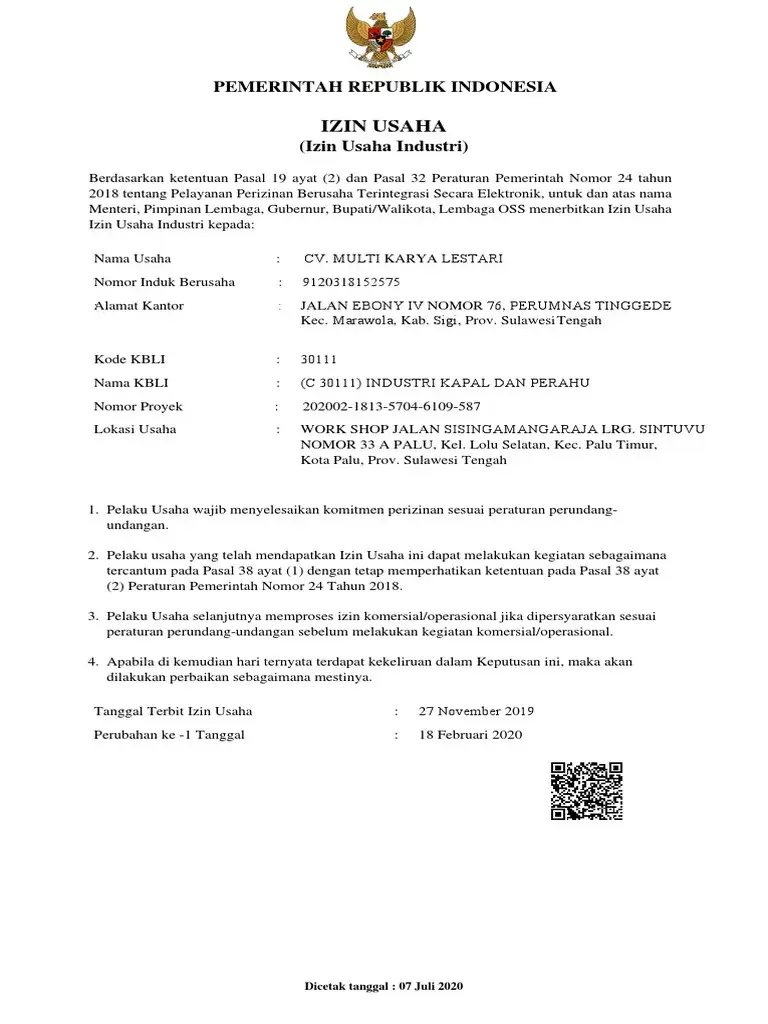 PEMERINTAH REPUBLIK INDONESIA
IZIN USAHA
(Izin Usaha Industri)
Berdasarkan ketentuan Pasal 19 ayat (2) dan Pasal 32 Peraturan Pemerintah Nomor 24 tahun
2018 tentang Pelayanan Perizinan Berusaha Terintegrasi Secara Elektronik, untuk dan atas nama
Menteri, Pimpinan Lembaga, Gubernur, Bupati/Walikota, Lembaga OSS menerbitkan Izin Usaha
Izin Usaha Industri kepada:
Nama Usaha : CV. MULTI KARYA LESTARI
Nomor Induk Berusaha : 9120318152575
Alamat Kantor : JALAN EBONY IV NOMOR 76, PERUMNAS TINGGEDE
Kec. Marawola, Kab. Sigi, Prov. SulawesiTengah
Kode KBLI : 30111
Nama KBLI : (C 30111) INDUSTRI KAPAL DAN PERAHU
Nomor Proyek : 202002-1813-5704-6109-587
Lokasi Usaha : WORK SHOP JALAN SISINGAMANGARAJA LRG. SINTUVU
NOMOR 33 A PALU, Kel. Lolu Selatan, Kec. Palu Timur,
Kota Palu, Prov. Sulawesi Tengah
1. Pelaku Usaha wajib menyelesaikan komitmen perizinan sesuai peraturan perundang-
undangan.
2. Pelaku usaha yang telah mendapatkan Izin Usaha ini dapat melakukan kegiatan sebagaimana
tercantum pada Pasal 38 ayat (1) dengan tetap memperhatikan ketentuan pada Pasal 38 ayat
(2) Peraturan Pemerintah Nomor 24 Tahun 2018.
3. Pelaku Usaha selanjutnya memproses izin komersial/operasional jika dipersyaratkan sesuai
peraturan perundang-undangan sebelum melakukan kegiatan komersial/operasional.
4. Apabila di kemudian hari ternyata terdapat kekeliruan dalam Keputusan ini, maka akan
dilakukan perbaikan sebagaimana mestinya.
Tanggal Terbit Izin Usaha : 27 November 2019
Perubahan ke -1 Tanggal : 18 Februari 2020
Dicetak tanggal : 07 Juli 2020